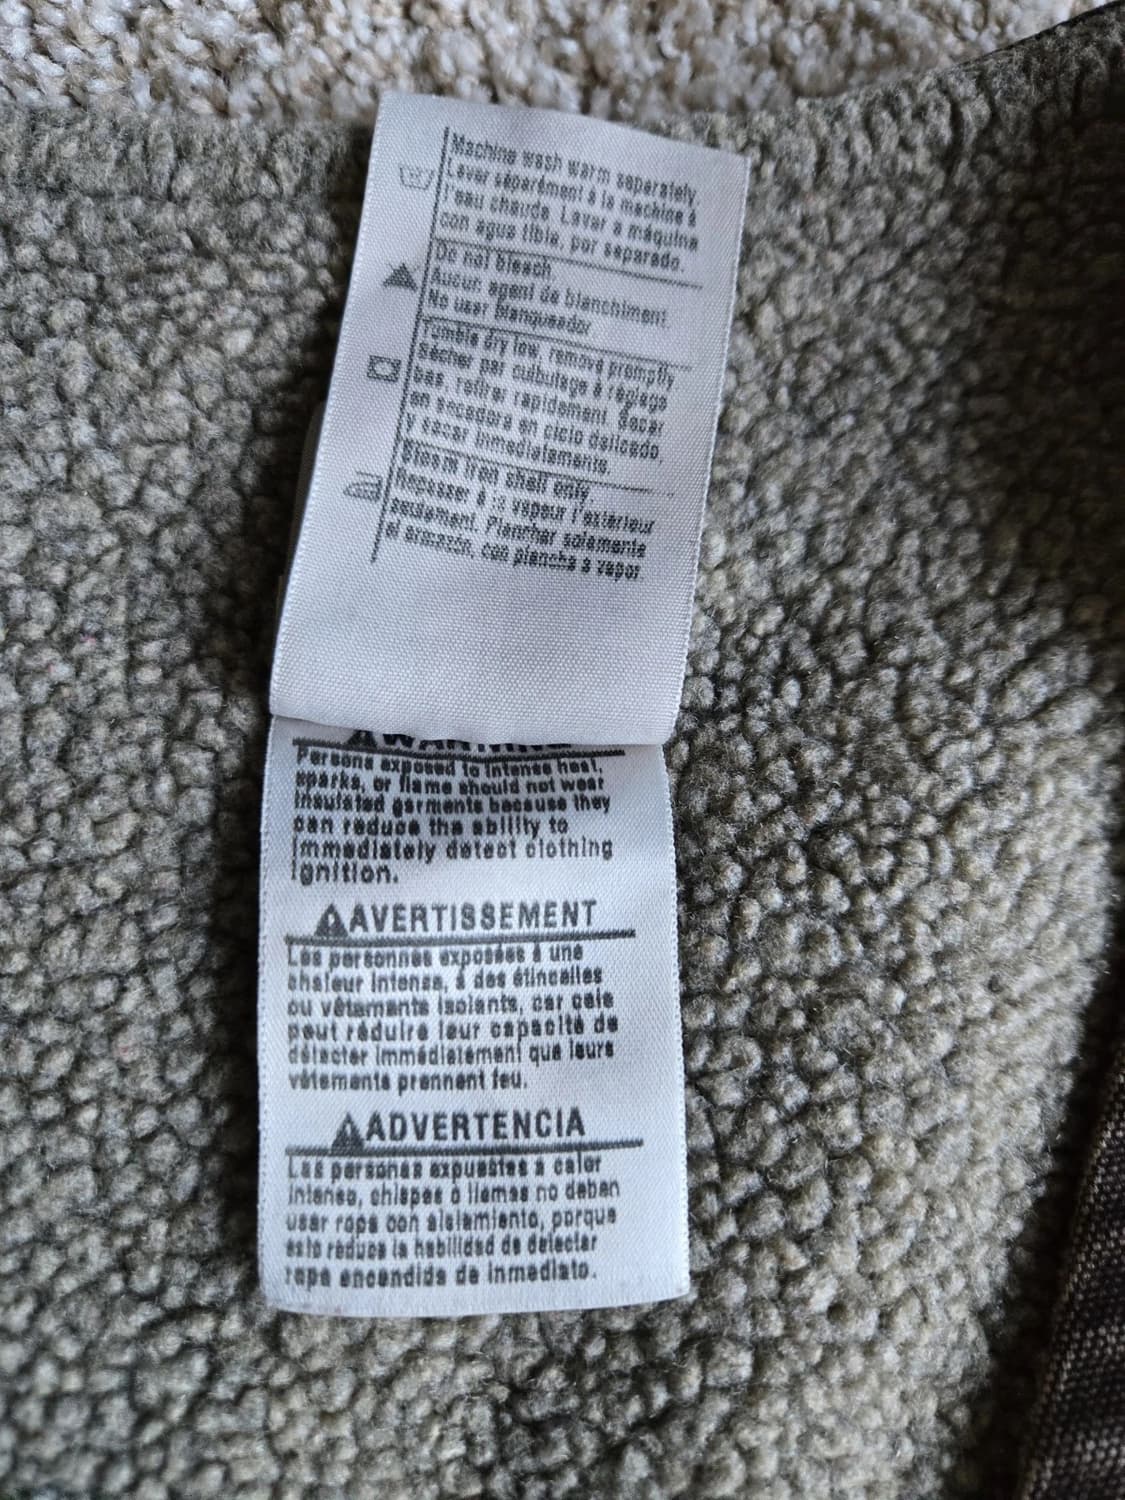 Machine wash warm separately.
Laver séparément à la machine à
l'eau chaude. Lavar a máquina
con agua tibia, por separado.
Do not bleach.
Aucun agent de blanchiment.
No usar blanqueador
Tumble dry low, remove promptly
Sécher par culbutage à réglage
bas, retirer rapidement. Secar
en secadora en ciclo delicado,
y sacar inmediatamente.
Steam iron shell only.
Repasser à la vapeur l'extérieur
seulement. Planchar solamente
el armazón, con plancha a vapor.
WARNING
Persons exposed to intense heat,
sparks, or flame should not wear
insulated garments because they
can reduce the ability to
immediately detect clothing
ignition.
AVERTISSEMENT
Les personnes exposées à une
chaleur intense, à des étincelles
ou vêtements isolants, car cela
peut réduire leur capacité de
détecter immédiatement que leurs
vêtements prennent feu.
ADVERTENCIA
Las personas expuestas a calor
intenso, chispas o llamas no deban
usar ropa con aislamiento, porque
esto reduce la habilidad de detectar
ropa encendida de inmediato.